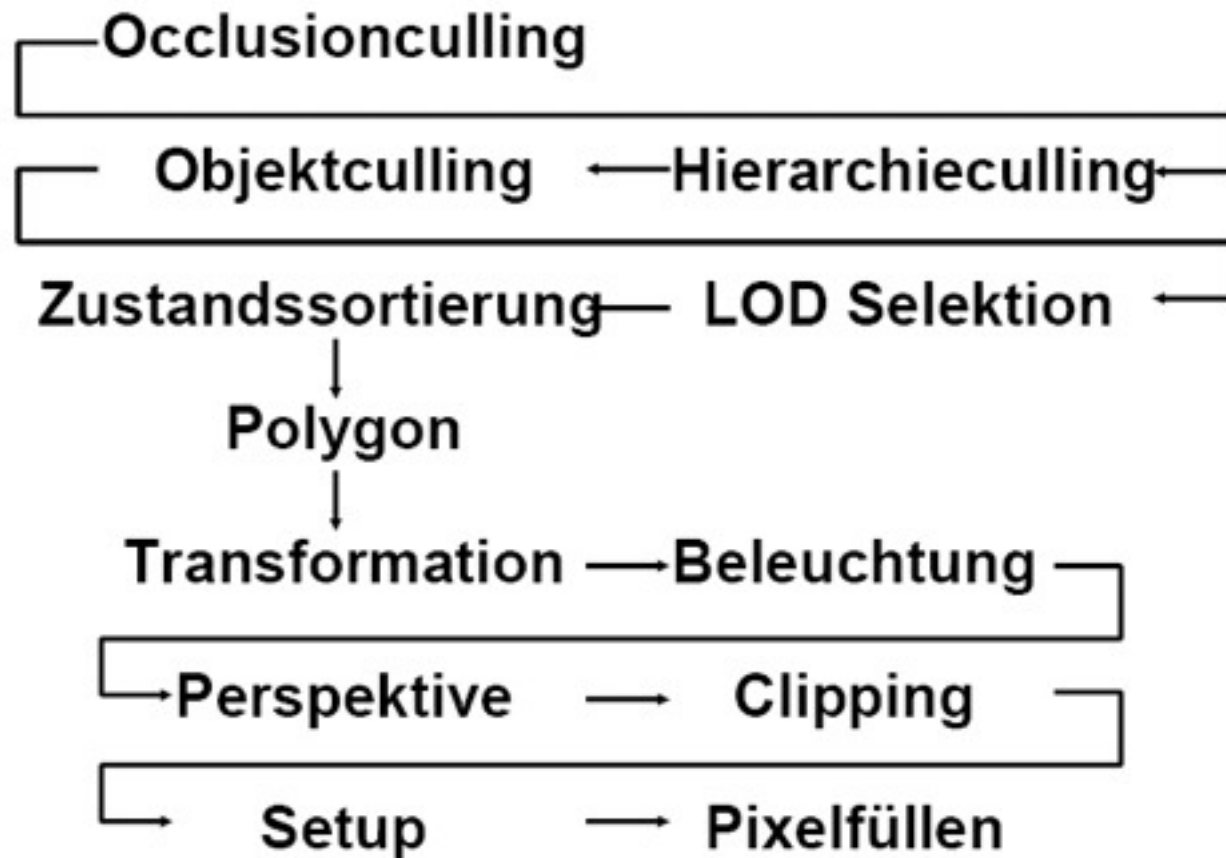 Occlusionculling
Objektculling Hierarchieculling
Zustandssortierung LOD Selektion
Polygon
Transformation Beleuchtung
Perspektive Clipping
Setup Pixelfüllen